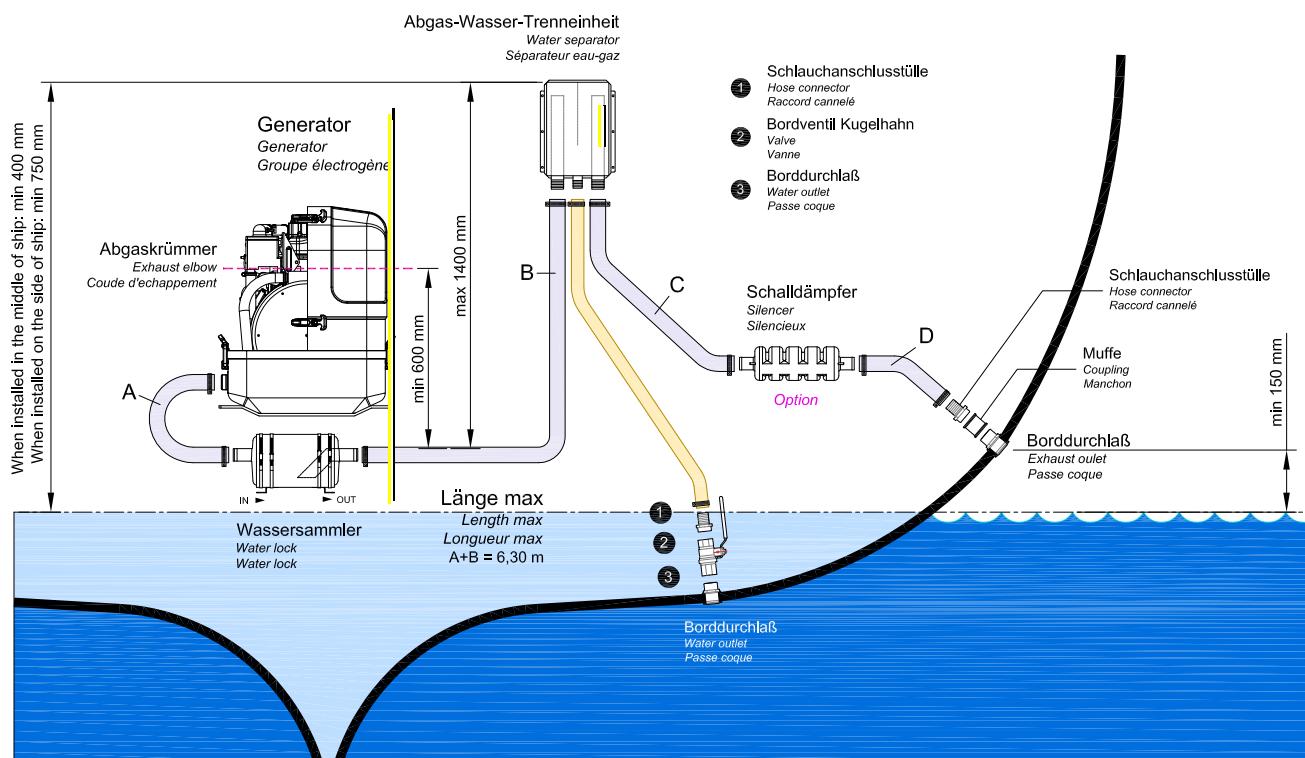 Abgas-Wasser-Trenneinheit
Water separator
Séparateur eau-gaz
1
Schlauchanschlusstülle
Hose connector
Raccord cannelé
2
Bordventil Kugelhahn
Valve
Vanne
3
Borddurchlaß
Water outlet
Passe coque
When installed in the middle of ship: min 400 mm
When installed on the side of ship: min 750 mm
Generator
Generator
Groupe électrogène
Abgaskrümmer
Exhaust elbow
Coude d'echappement
min 600 mm
max 1400 mm
A
B
C
D
Schalldämpfer
Silencer
Silencieux
Option
Schlauchanschlusstülle
Hose connector
Raccord cannelé
Muffe
Coupling
Manchon
min 150 mm
Borddurchlaß
Exhaust oulet
Passe coque
IN
OUT
Wassersammler
Water lock
Water lock
Länge max
Length max
Longueur max
A+B = 6,30 m
1
2
3
Borddurchlaß
Water outlet
Passe coque